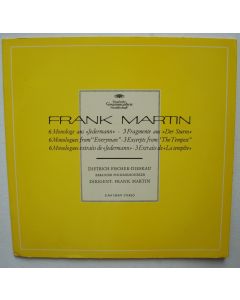 Deutsche
Grammophon
Gesellschaft
FRANK MARTIN
6 Monologe aus »Jedermann« · 3 Fragmente aus »Der Sturm«
6 Monologues from "Everyman" · 3 Excerpts from "The Tempest"
6 Monologues extraits de »Jedermann« · 3 Extraits de »La tempête«
DIETRICH FISCHER-DIESKAU
BERLINER PHILHARMONIKER
DIRIGENT: FRANK MARTIN
STEREO